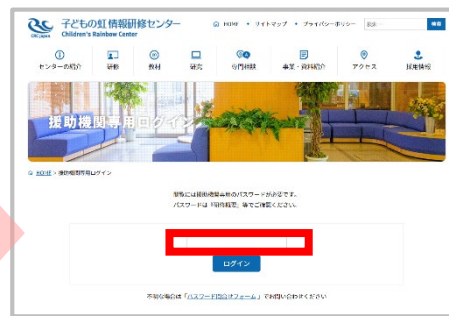 子どもの虹情報研修センター
Children's Rainbow Center
HOME • サイトマップ • プライバシーポリシー 検索
センターの紹介 研修 教材 研究 専門相談 事業・資料紹介 アクセス 採用情報
援助機関専用ログイン
HOME > 援助機関専用ログイン
閲覧には援助機関専用のパスワードが必要です。
パスワードは「研修概要」等でご確認ください。
ログイン
不明な場合は「パスワード問合せフォーム」でお問い合わせください